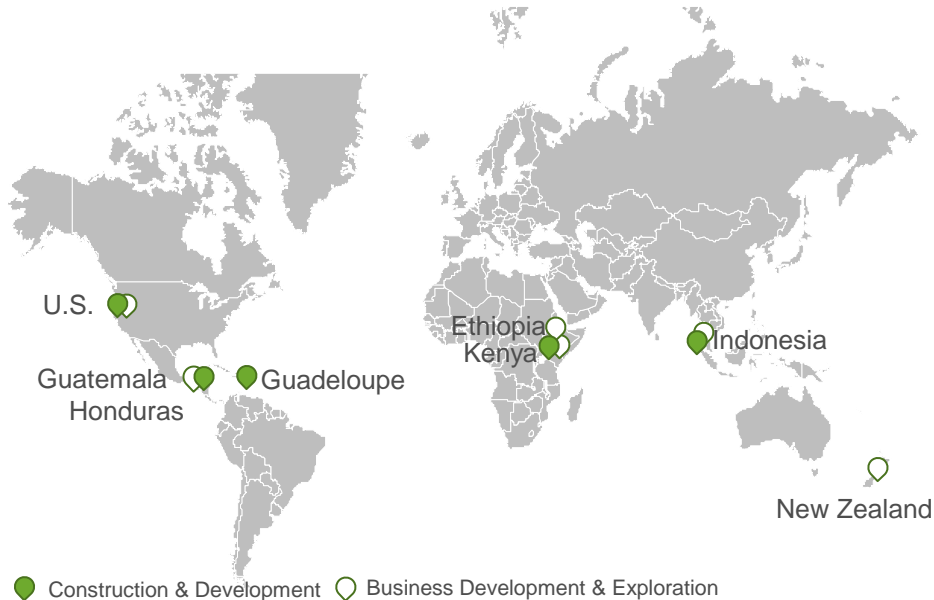 U.S.
Ethiopia
Kenya
Indonesia
Guatemala
Guadeloupe
Honduras
New Zealand
Construction & Development
Business Development & Exploration